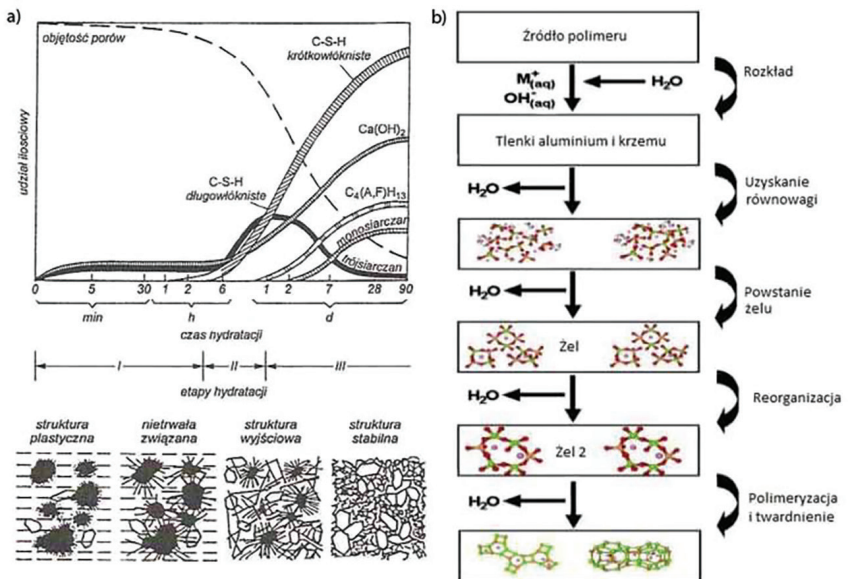 a)
objętość porów
C-S-H
krótkowłókniste
Ca(OH)2
C-S-H
długowłókniste
C4(A,F)H13
monosiarczan
trójsiarczan
udział ilościowy
0 5 30 1 2 6 1 2 7 28 90
min h d
czas hydratacji
I II III
etapy hydratacji
struktura
plastyczna
nietrwała
związana
struktura
wyjściowa
struktura
stabilna
b)
Źródło polimeru
M+(aq)
OH-(aq)
H2O
Rozkład
Tlenki aluminium i krzemu
H2O
Uzyskanie
równowagi
H2O
Powstanie
żelu
Żel
H2O
Reorganizacja
Żel 2
H2O
Polimeryzacja
i twardnienie